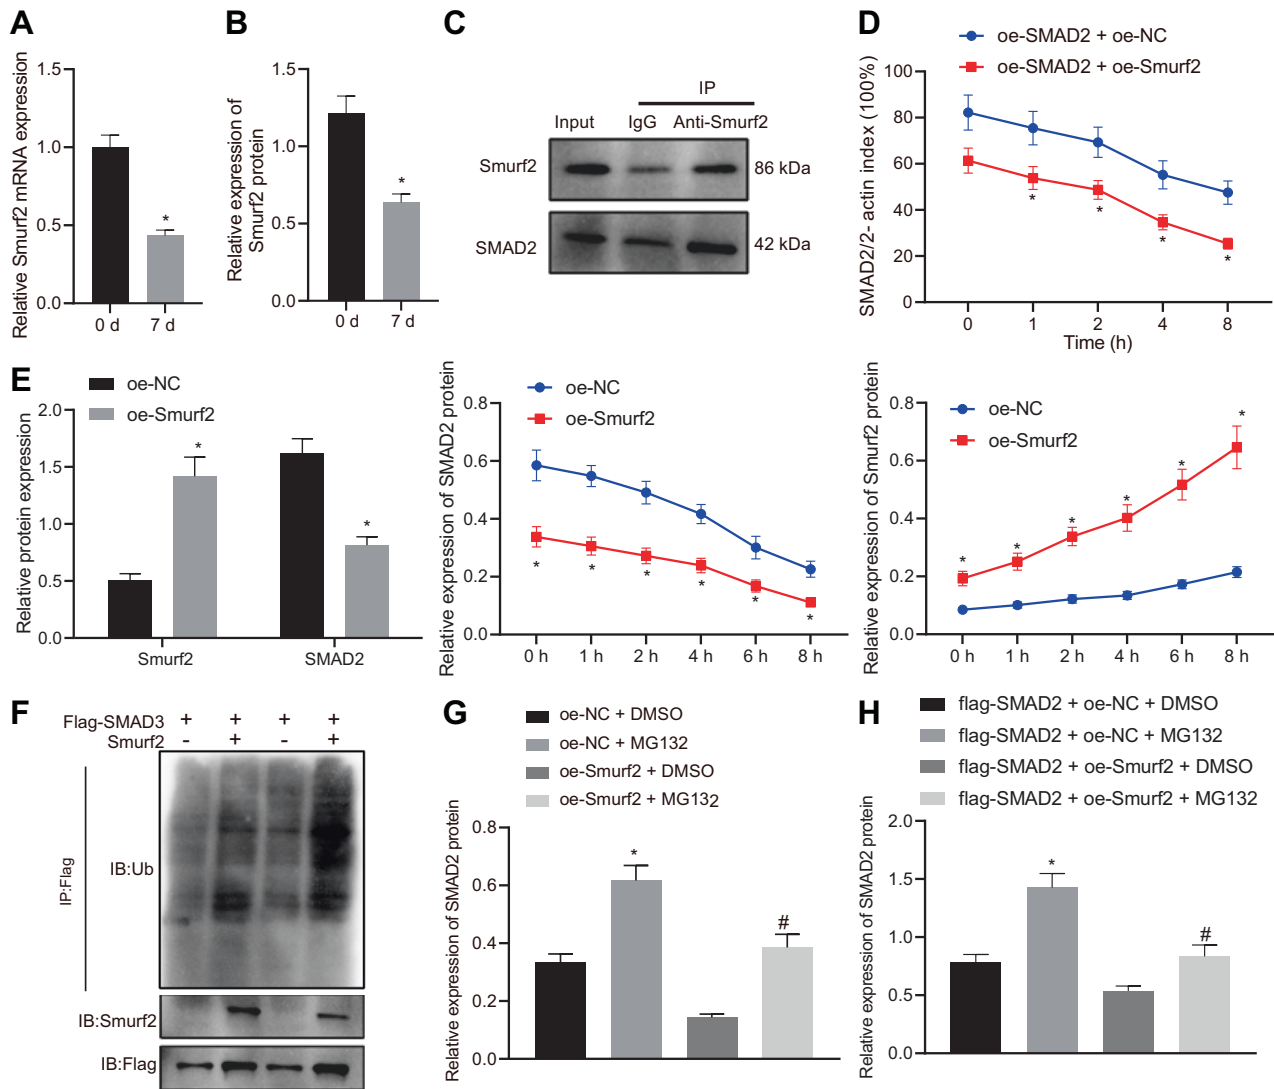 A
Relative Smurf2 mRNA expression
1.5
1.0
0.5
0.0
*
0 d
7 d
B
Relative expression of
Smurf2 protein
1.5
1.0
0.5
0.0
*
0 d
7 d
C
IP
Input
IgG
Anti-Smurf2
Smurf2
86 kDa
SMAD2
42 kDa
D
oe-SMAD2 + oe-NC
oe-SMAD2 + oe-Smurf2
SMAD2/2- actin index (100%)
100
80
60
40
20
0
*
*
*
*
0
1
2
4
8
Time (h)
E
oe-NC
oe-Smurf2
Relative protein expression
2.0
1.5
1.0
0.5
0.0
*
*
Smurf2
SMAD2
oe-NC
oe-Smurf2
Relative expression of SMAD2 protein
0.8
0.6
0.4
0.2
0.0
*
*
*
*
*
*
0 h
1 h
2 h
4 h
6 h
8 h
oe-NC
oe-Smurf2
Relative expression of Smurf2 protein
0.8
0.6
0.4
0.2
0.0
*
*
*
*
*
*
0 h
1 h
2 h
4 h
6 h
8 h
F
Flag-SMAD3 + + + +
Smurf2 - + - +
IP:Flag
IB:Ub
IB:Smurf2
IB:Flag
G
oe-NC + DMSO
oe-NC + MG132
oe-Smurf2 + DMSO
oe-Smurf2 + MG132
Relative expression of SMAD2 protein
0.8
0.6
0.4
0.2
0.0
*
#
H
flag-SMAD2 + oe-NC + DMSO
flag-SMAD2 + oe-NC + MG132
flag-SMAD2 + oe-Smurf2 + DMSO
flag-SMAD2 + oe-Smurf2 + MG132
Relative expression of SMAD2 protein
2.0
1.5
1.0
0.5
0.0
*
#